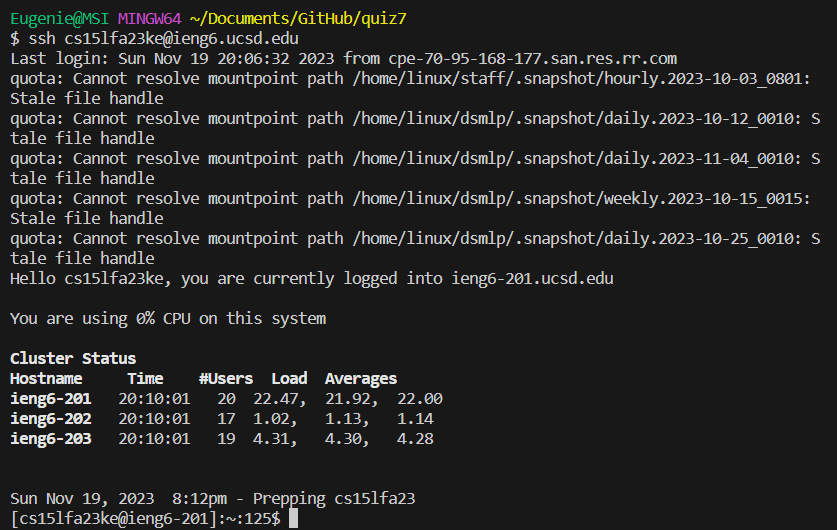 Eugenie@MSI MINGW64 ~/Documents/GitHub/quiz7
$ ssh cs15lfa23ke@ieng6.ucsd.edu
Last login: Sun Nov 19 20:06:32 2023 from cpe-70-95-168-177.san.res.rr.com
quota: Cannot resolve mountpoint path /home/linux/staff/.snapshot/hourly.2023-10-03_0801:
Stale file handle
quota: Cannot resolve mountpoint path /home/linux/dsmlp/.snapshot/daily.2023-10-12_0010: S
tale file handle
quota: Cannot resolve mountpoint path /home/linux/dsmlp/.snapshot/daily.2023-11-04_0010: S
tale file handle
quota: Cannot resolve mountpoint path /home/linux/dsmlp/.snapshot/weekly.2023-10-15_0015:
Stale file handle
quota: Cannot resolve mountpoint path /home/linux/dsmlp/.snapshot/daily.2023-10-25_0010: S
tale file handle
Hello cs15lfa23ke, you are currently logged into ieng6-201.ucsd.edu

You are using 0% CPU on this system

Cluster Status
Hostname     Time    #Users  Load  Averages
ieng6-201   20:10:01   20  22.47,  21.92,  22.00
ieng6-202   20:10:01   17  1.02,   1.13,   1.14
ieng6-203   20:10:01   19  4.31,   4.30,   4.28


Sun Nov 19, 2023  8:12pm - Prepping cs15lfa23
[cs15lfa23ke@ieng6-201]:~:125$